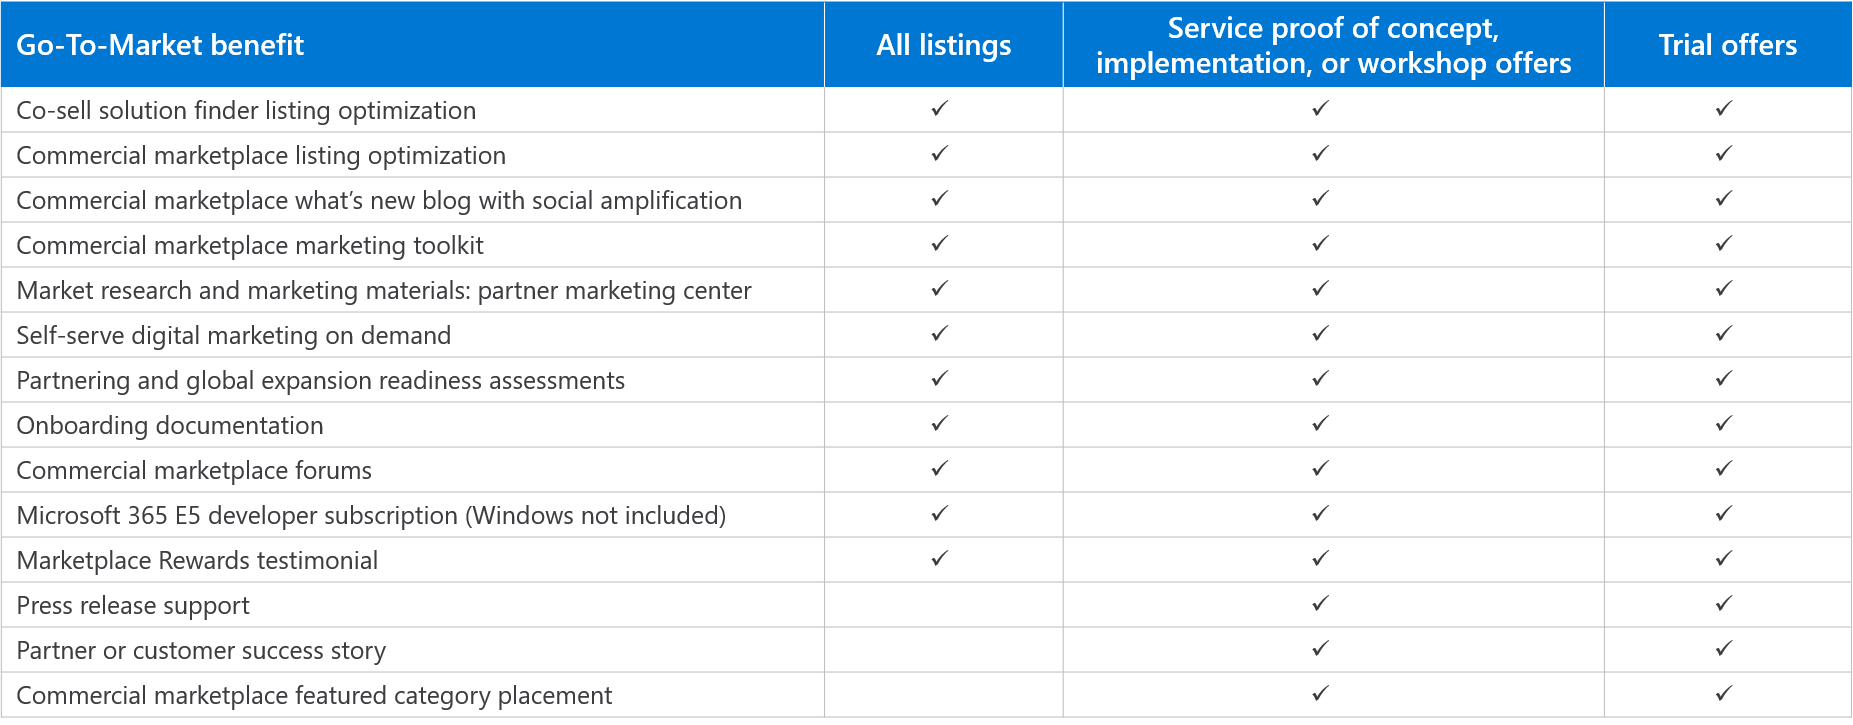 Go-To-Market benefit All listings Service proof of concept, implementation, or workshop offers Trial offers
Co-sell solution finder listing optimization ✓ ✓ ✓
Commercial marketplace listing optimization ✓ ✓ ✓
Commercial marketplace what’s new blog with social amplification ✓ ✓ ✓
Commercial marketplace marketing toolkit ✓ ✓ ✓
Market research and marketing materials: partner marketing center ✓ ✓ ✓
Self-serve digital marketing on demand ✓ ✓ ✓
Partnering and global expansion readiness assessments ✓ ✓ ✓
Onboarding documentation ✓ ✓ ✓
Commercial marketplace forums ✓ ✓ ✓
Microsoft 365 E5 developer subscription (Windows not included) ✓ ✓ ✓
Marketplace Rewards testimonial ✓ ✓ ✓
Press release support ✓ ✓
Partner or customer success story ✓ ✓
Commercial marketplace featured category placement ✓ ✓